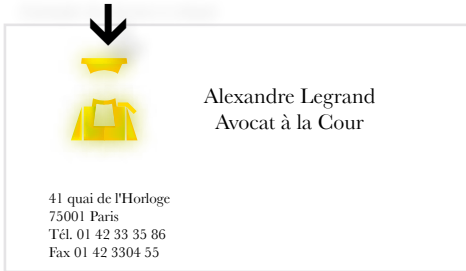 Alexandre Legrand
Avocat à la Cour
41 quai de l'Horloge
75001 Paris
Tél. 01 42 33 35 86
Fax 01 42 3304 55